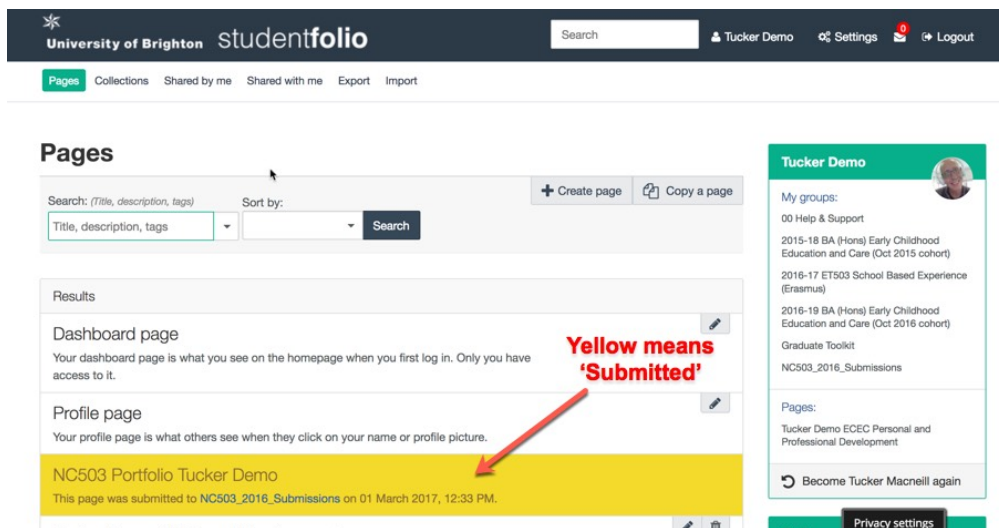 University of Brighton studentfolio
Search
Tucker Demo
Settings
0
Logout
Pages
Collections
Shared by me
Shared with me
Export
Import
Pages
Create page
Copy a page
Search: (Title, description, tags)
Sort by:
Title, description, tags
Search
Results
Dashboard page
Your dashboard page is what you see on the homepage when you first log in. Only you have
access to it.
Yellow means
‘Submitted’
Profile page
Your profile page is what others see when they click on your name or profile picture.
NC503 Portfolio Tucker Demo
This page was submitted to NC503_2016_Submissions on 01 March 2017, 12:33 PM.
Tucker Demo
My groups:
00 Help & Support
2015-18 BA (Hons) Early Childhood
Education and Care (Oct 2015 cohort)
2016-17 ET503 School Based Experience
(Erasmus)
2016-19 BA (Hons) Early Childhood
Education and Care (Oct 2016 cohort)
Graduate Toolkit
NC503_2016_Submissions
Pages:
Tucker Demo ECEC Personal and
Professional Development
Become Tucker Macneill again
Privacy settings